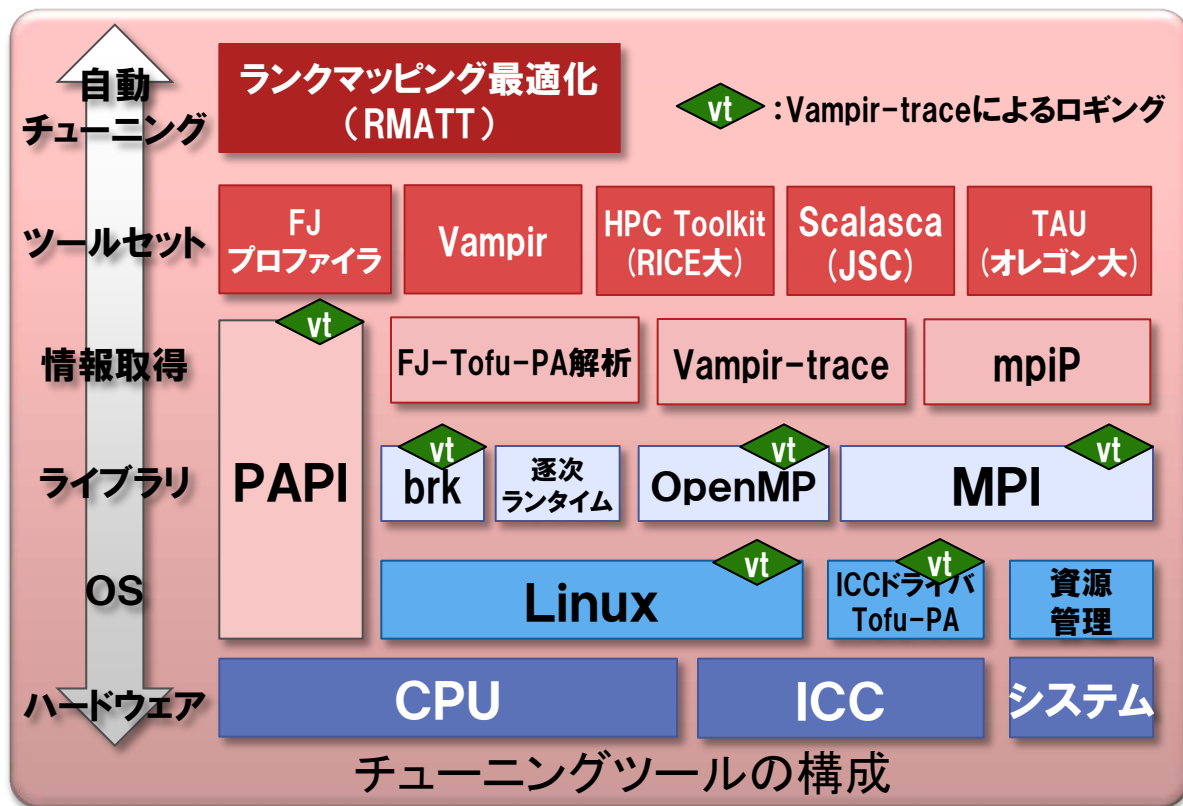 自動
チューニング
ランクマッピング最適化
(RMATT)
vt
:Vampir-traceによるロギング
ツールセット
FJ
プロファイラ
Vampir
HPC Toolkit
(RICE大)
Scalasca
(JSC)
TAU
(オレゴン大)
情報取得
vt
FJ-Tofu-PA解析
Vampir-trace
mpiP
ライブラリ
PAPI
vt
brk
逐次
ランタイム
vt
OpenMP
vt
MPI
OS
vt
Linux
vt
ICCドライバ
Tofu-PA
資源
管理
ハードウェア
CPU
ICC
システム
チューニングツールの構成